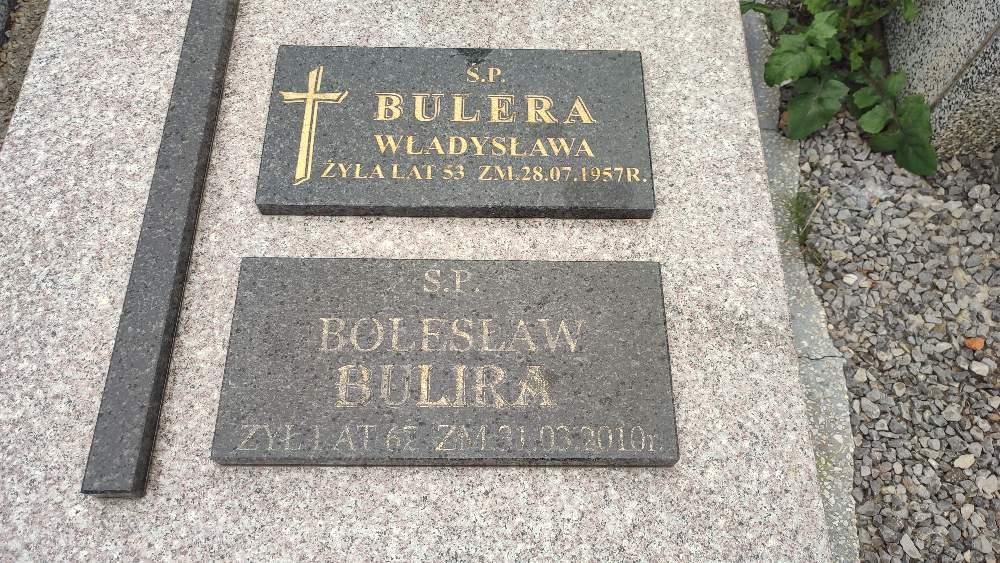 S.P.
BULERA
WŁADYSŁAWA
ŻYŁA LAT 53 ZM.28.07.1957R.
S.P.
BOLESŁAW
BULIRA
ŻYŁ LAT 67 ZM 31.03.2010r.